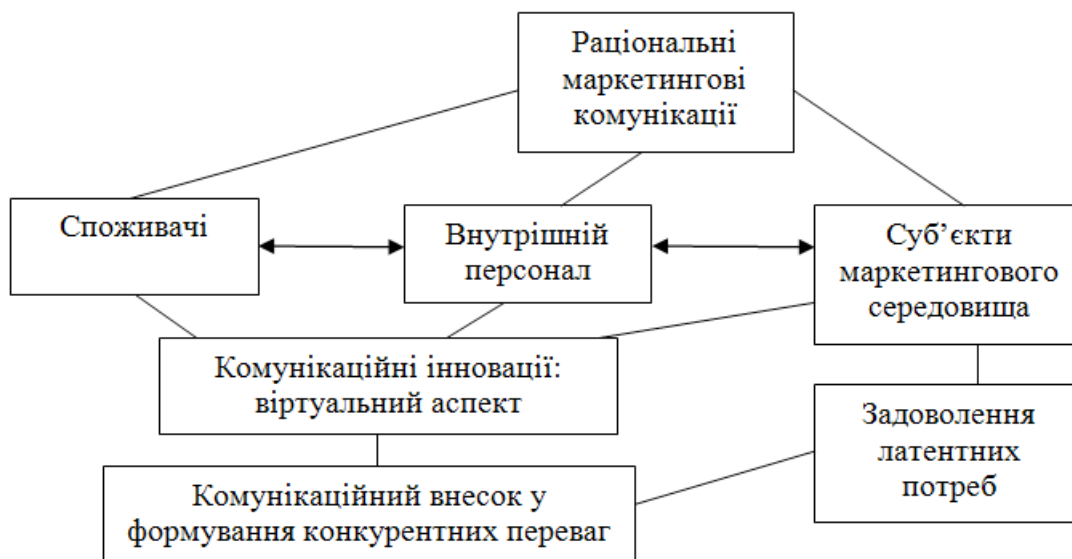 Раціональні
маркетингові
комунікації
Споживачі
Внутрішній
персонал
Суб’єкти
маркетингового
середовища
Комунікаційні інновації:
віртуальний аспект
Задоволення
латентних
потреб
Комунікаційний внесок у
формування конкурентних переваг